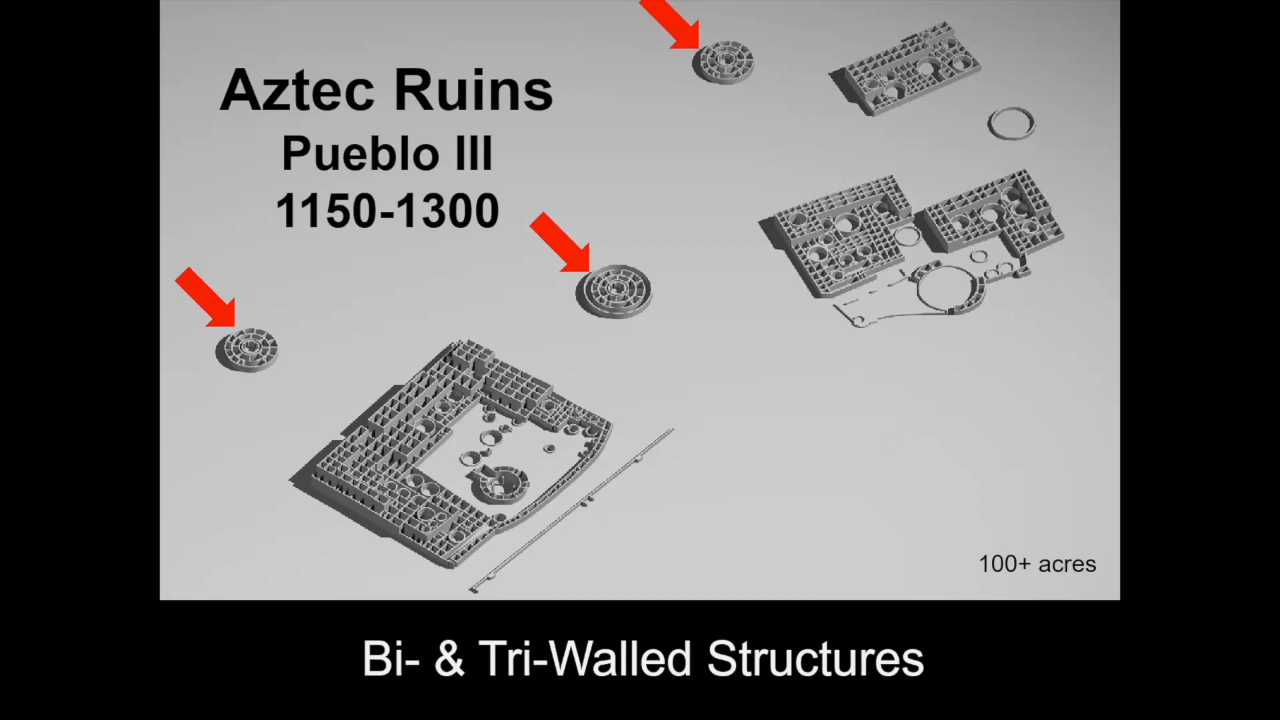 Aztec Ruins
Pueblo III
1150-1300
100+ acres
Bi- & Tri-Walled Structures